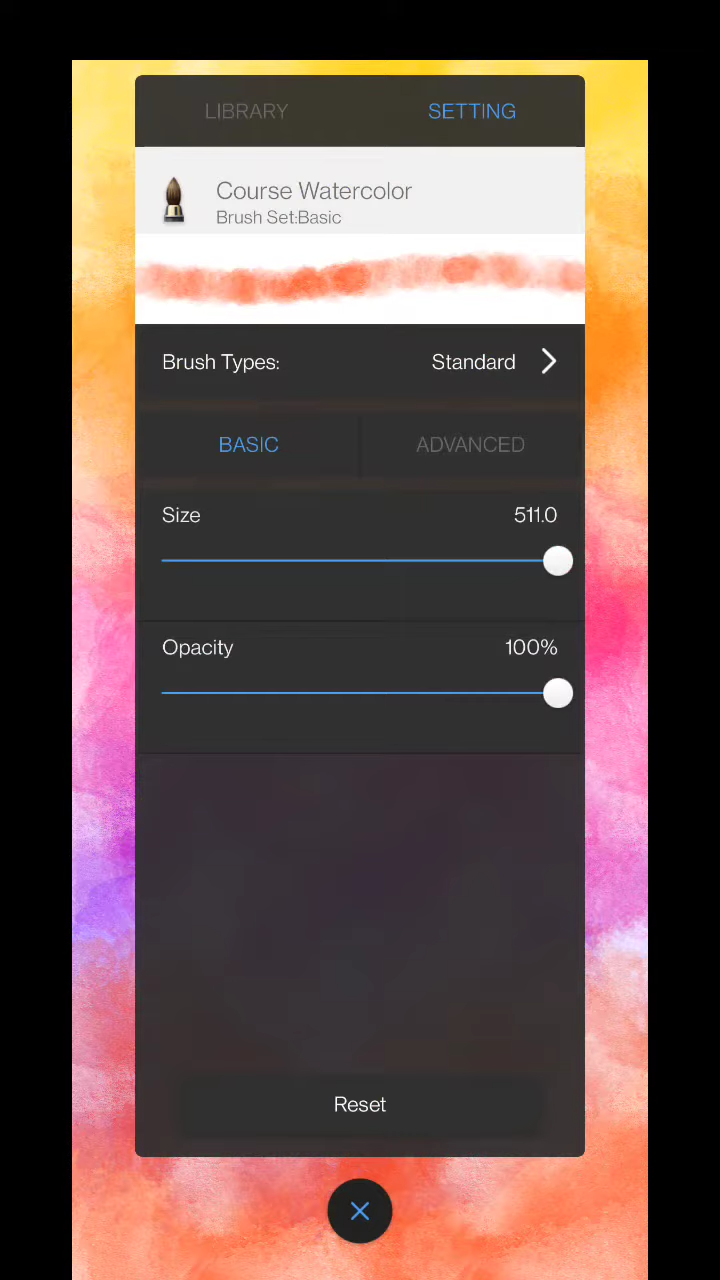 LIBRARY SETTING
Course Watercolor
Brush Set:Basic
Brush Types: Standard
BASIC ADVANCED
Size 511.0
Opacity 100%
Reset